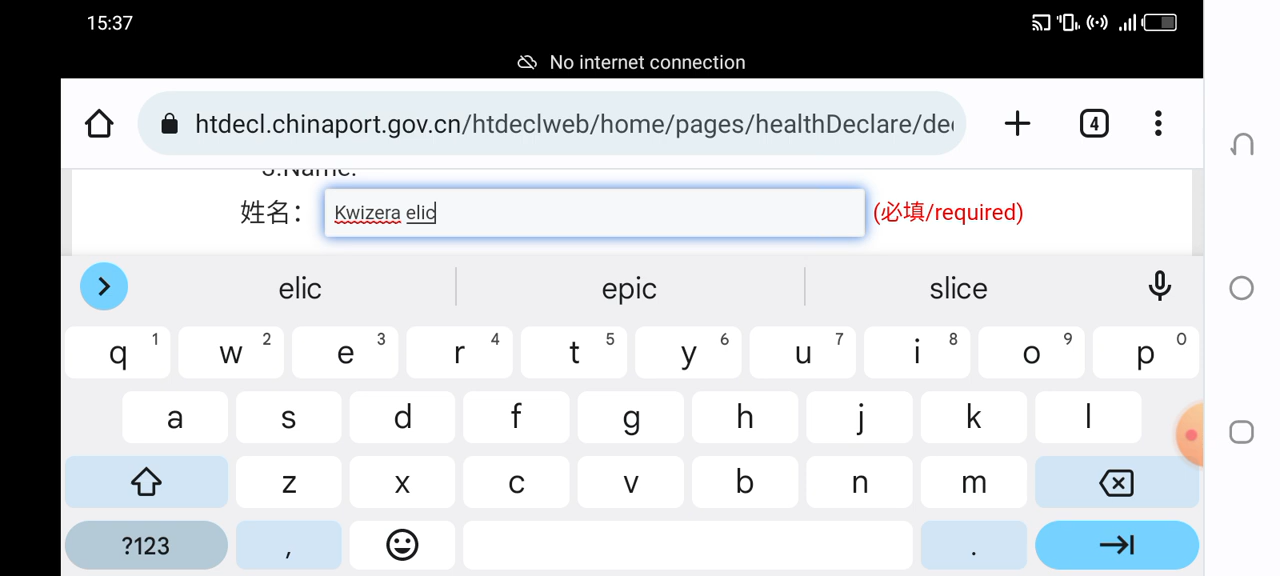 15:37
No internet connection
htdecl.chinaport.gov.cn/htdeclweb/home/pages/healthDeclare/de
4
3.Name:
姓名： Kwizera elic (必填/required)
elic epic slice
q 1 w 2 e 3 r 4 t 5 y 6 u 7 i 8 o 9 p 0
a s d f g h j k l
z x c v b n m
?123 , .